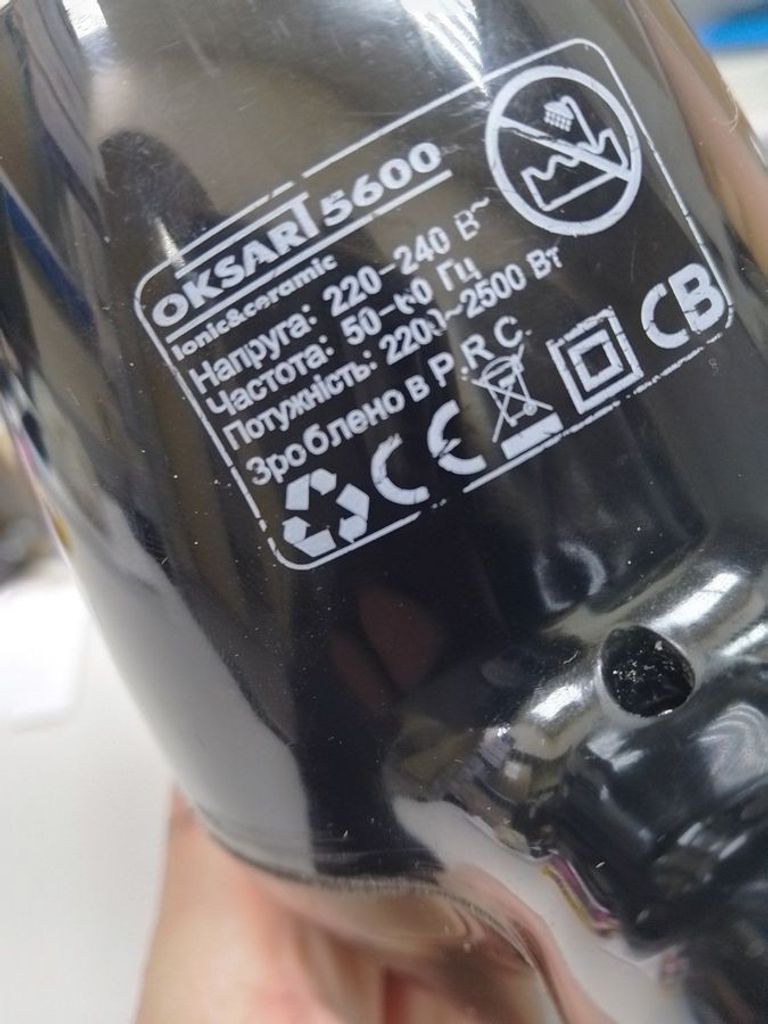 OKSART 5600
Ionic&ceramic
Напруга: 220-240 В~
Частота: 50-60 Гц
Потужність: 2200~2500 Вт
Зроблено в P.R.C.
CE
CB